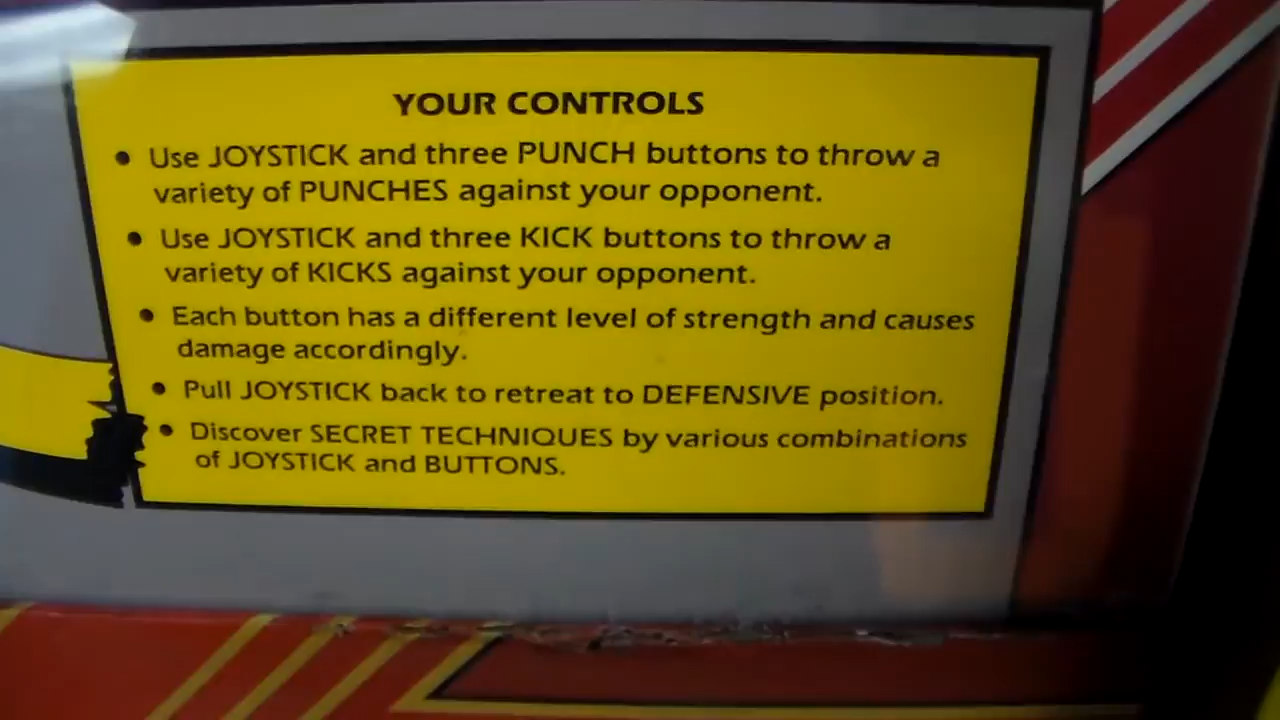 YOUR CONTROLS
• Use JOYSTICK and three PUNCH buttons to throw a
variety of PUNCHES against your opponent.
• Use JOYSTICK and three KICK buttons to throw a
variety of KICKS against your opponent.
• Each button has a different level of strength and causes
damage accordingly.
• Pull JOYSTICK back to retreat to DEFENSIVE position.
• Discover SECRET TECHNIQUES by various combinations
of JOYSTICK and BUTTONS.